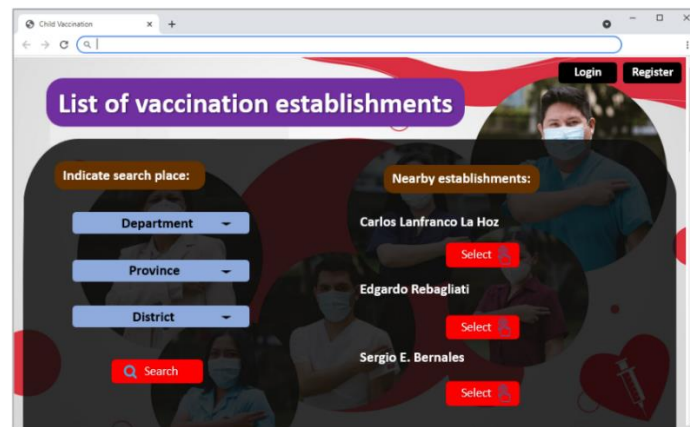 Child Vaccination
Login
Register
List of vaccination establishments
Indicate search place:
Department
Province
District
Search
Nearby establishments:
Carlos Lanfranco La Hoz
Select
Edgardo Rebagliati
Select
Sergio E. Bernales
Select